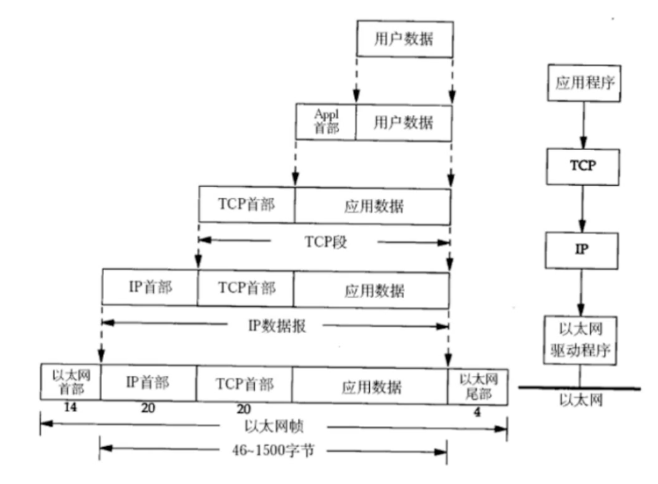 用户数据
应用程序
Appl
首部
用户数据
TCP
TCP首部
应用数据
TCP段
IP
IP首部
TCP首部
应用数据
IP数据报
以太网
驱动程序
以太网
首部
IP首部
TCP首部
应用数据
以太网
尾部
以太网
14
20
20
4
以太网帧
46~1500字节